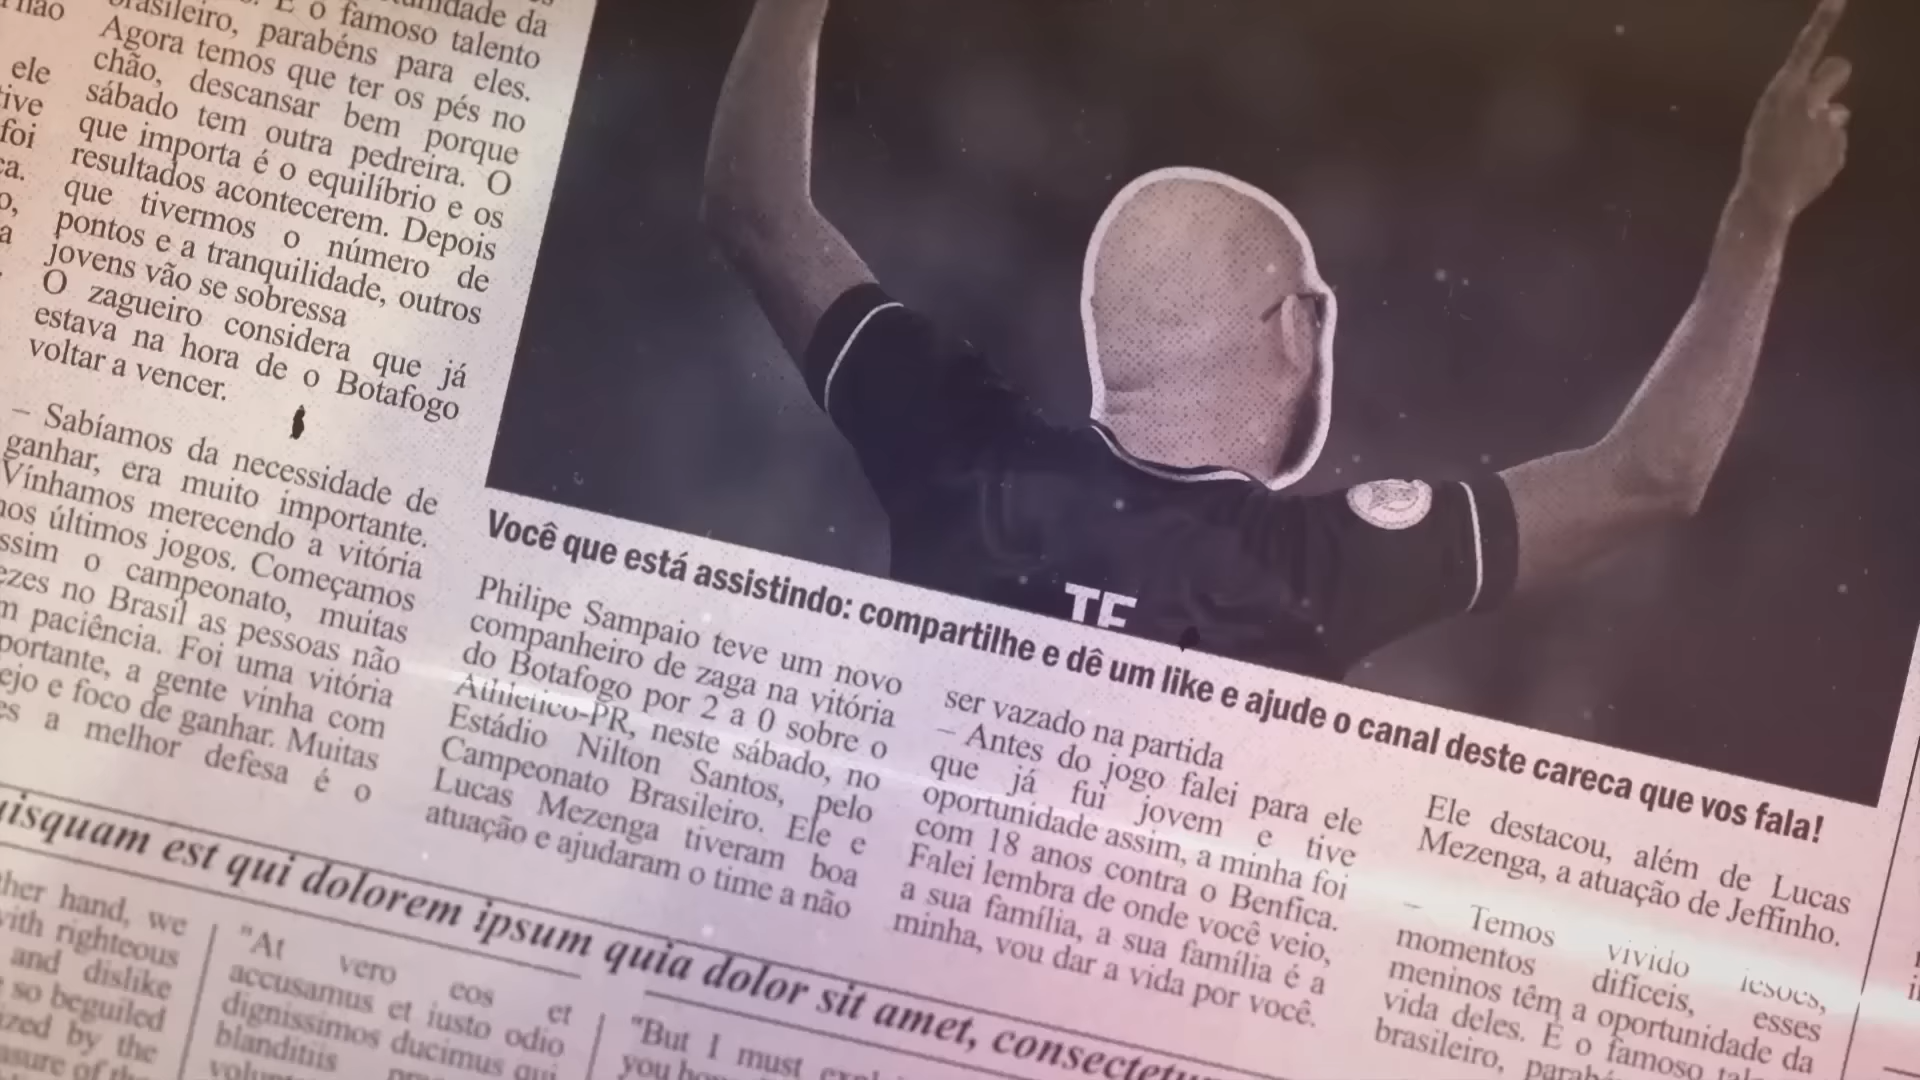 não
ele
foi
brasileiro, parabéns para eles.
Agora temos que ter os pés no
chão, descansar bem porque
sábado tem outra pedreira. O
que importa é o equilíbrio e os
resultados acontecerem. Depois
que tivermos o número de
pontos e a tranquilidade, outros
jovens vão se sobressa
O zagueiro considera que já
estava na hora de o Botafogo
voltar a vencer.
– Sabíamos da necessidade de
ganhar, era muito importante.
Vínhamos merecendo a vitória
nos últimos jogos. Começamos
assim o campeonato, muitas
vezes no Brasil as pessoas não
paciência. Foi uma vitória
importante, a gente vinha com
e foco de ganhar. Muitas
a melhor defesa é o
TE
Você que está assistindo: compartilhe e dê um like e ajude o canal deste careca que vos fala!
Philipe Sampaio teve um novo
companheiro de zaga na vitória
do Botafogo por 2 a 0 sobre o
Athletico-PR, neste sábado, no
Estádio Nilton Santos, pelo
Campeonato Brasileiro. Ele e
Lucas Mezenga tiveram boa
atuação e ajudaram o time a não
ser vazado na partida
– Antes do jogo falei para ele
que já fui jovem e tive
oportunidade assim, a minha foi
com 18 anos contra o Benfica.
Falei lembra de onde você veio,
a sua família, a sua família é a
minha, vou dar a vida por você.
Ele destacou, além de Lucas
Mezenga, a atuação de Jeffinho.
– Temos vivido
momentos difíceis, esses
meninos têm a oportunidade da
vida deles. É o famoso
brasileiro,
quisquam est qui dolorem ipsum quia dolor sit amet, consectetur
other hand, we
with righteous
and dislike
so beguiled
by the
"At vero eos et
accusamus et iusto odio
dignissimos ducimus qui
blanditiis
"But I must